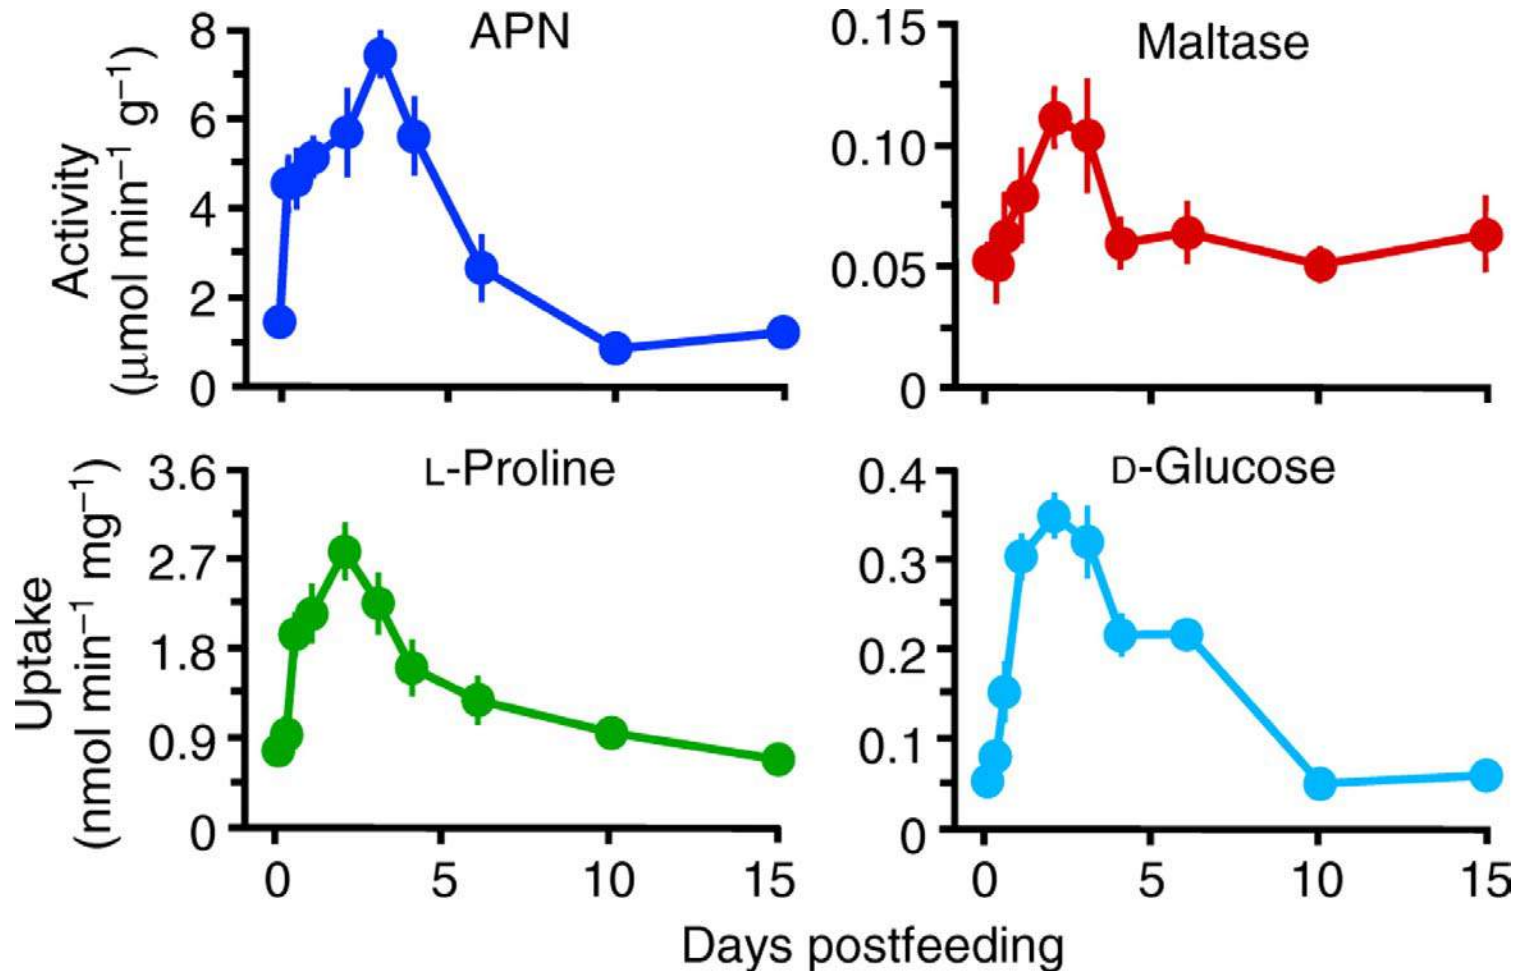 APN
8
6
4
2
0
Activity
(μmol min⁻¹ g⁻¹)
Maltase
0.15
0.10
0.05
0
L-Proline
3.6
2.7
1.8
0.9
0
Uptake
(nmol min⁻¹ mg⁻¹)
0 5 10 15
D-Glucose
0.4
0.3
0.2
0.1
0
0 5 10 15
Days postfeeding